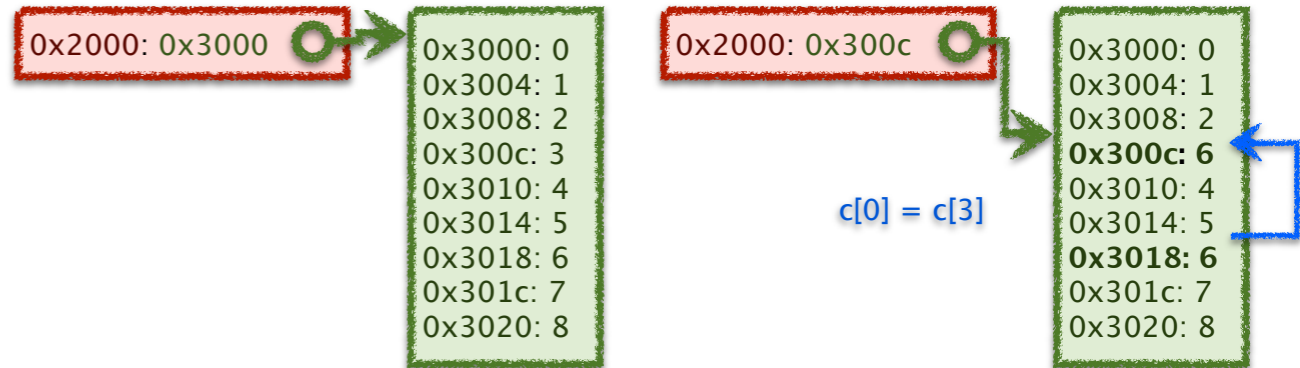 0x2000: 0x3000
0x3000: 0
0x3004: 1
0x3008: 2
0x300c: 3
0x3010: 4
0x3014: 5
0x3018: 6
0x301c: 7
0x3020: 8
0x2000: 0x300c
c[0] = c[3]
0x3000: 0
0x3004: 1
0x3008: 2
0x300c: 6
0x3010: 4
0x3014: 5
0x3018: 6
0x301c: 7
0x3020: 8